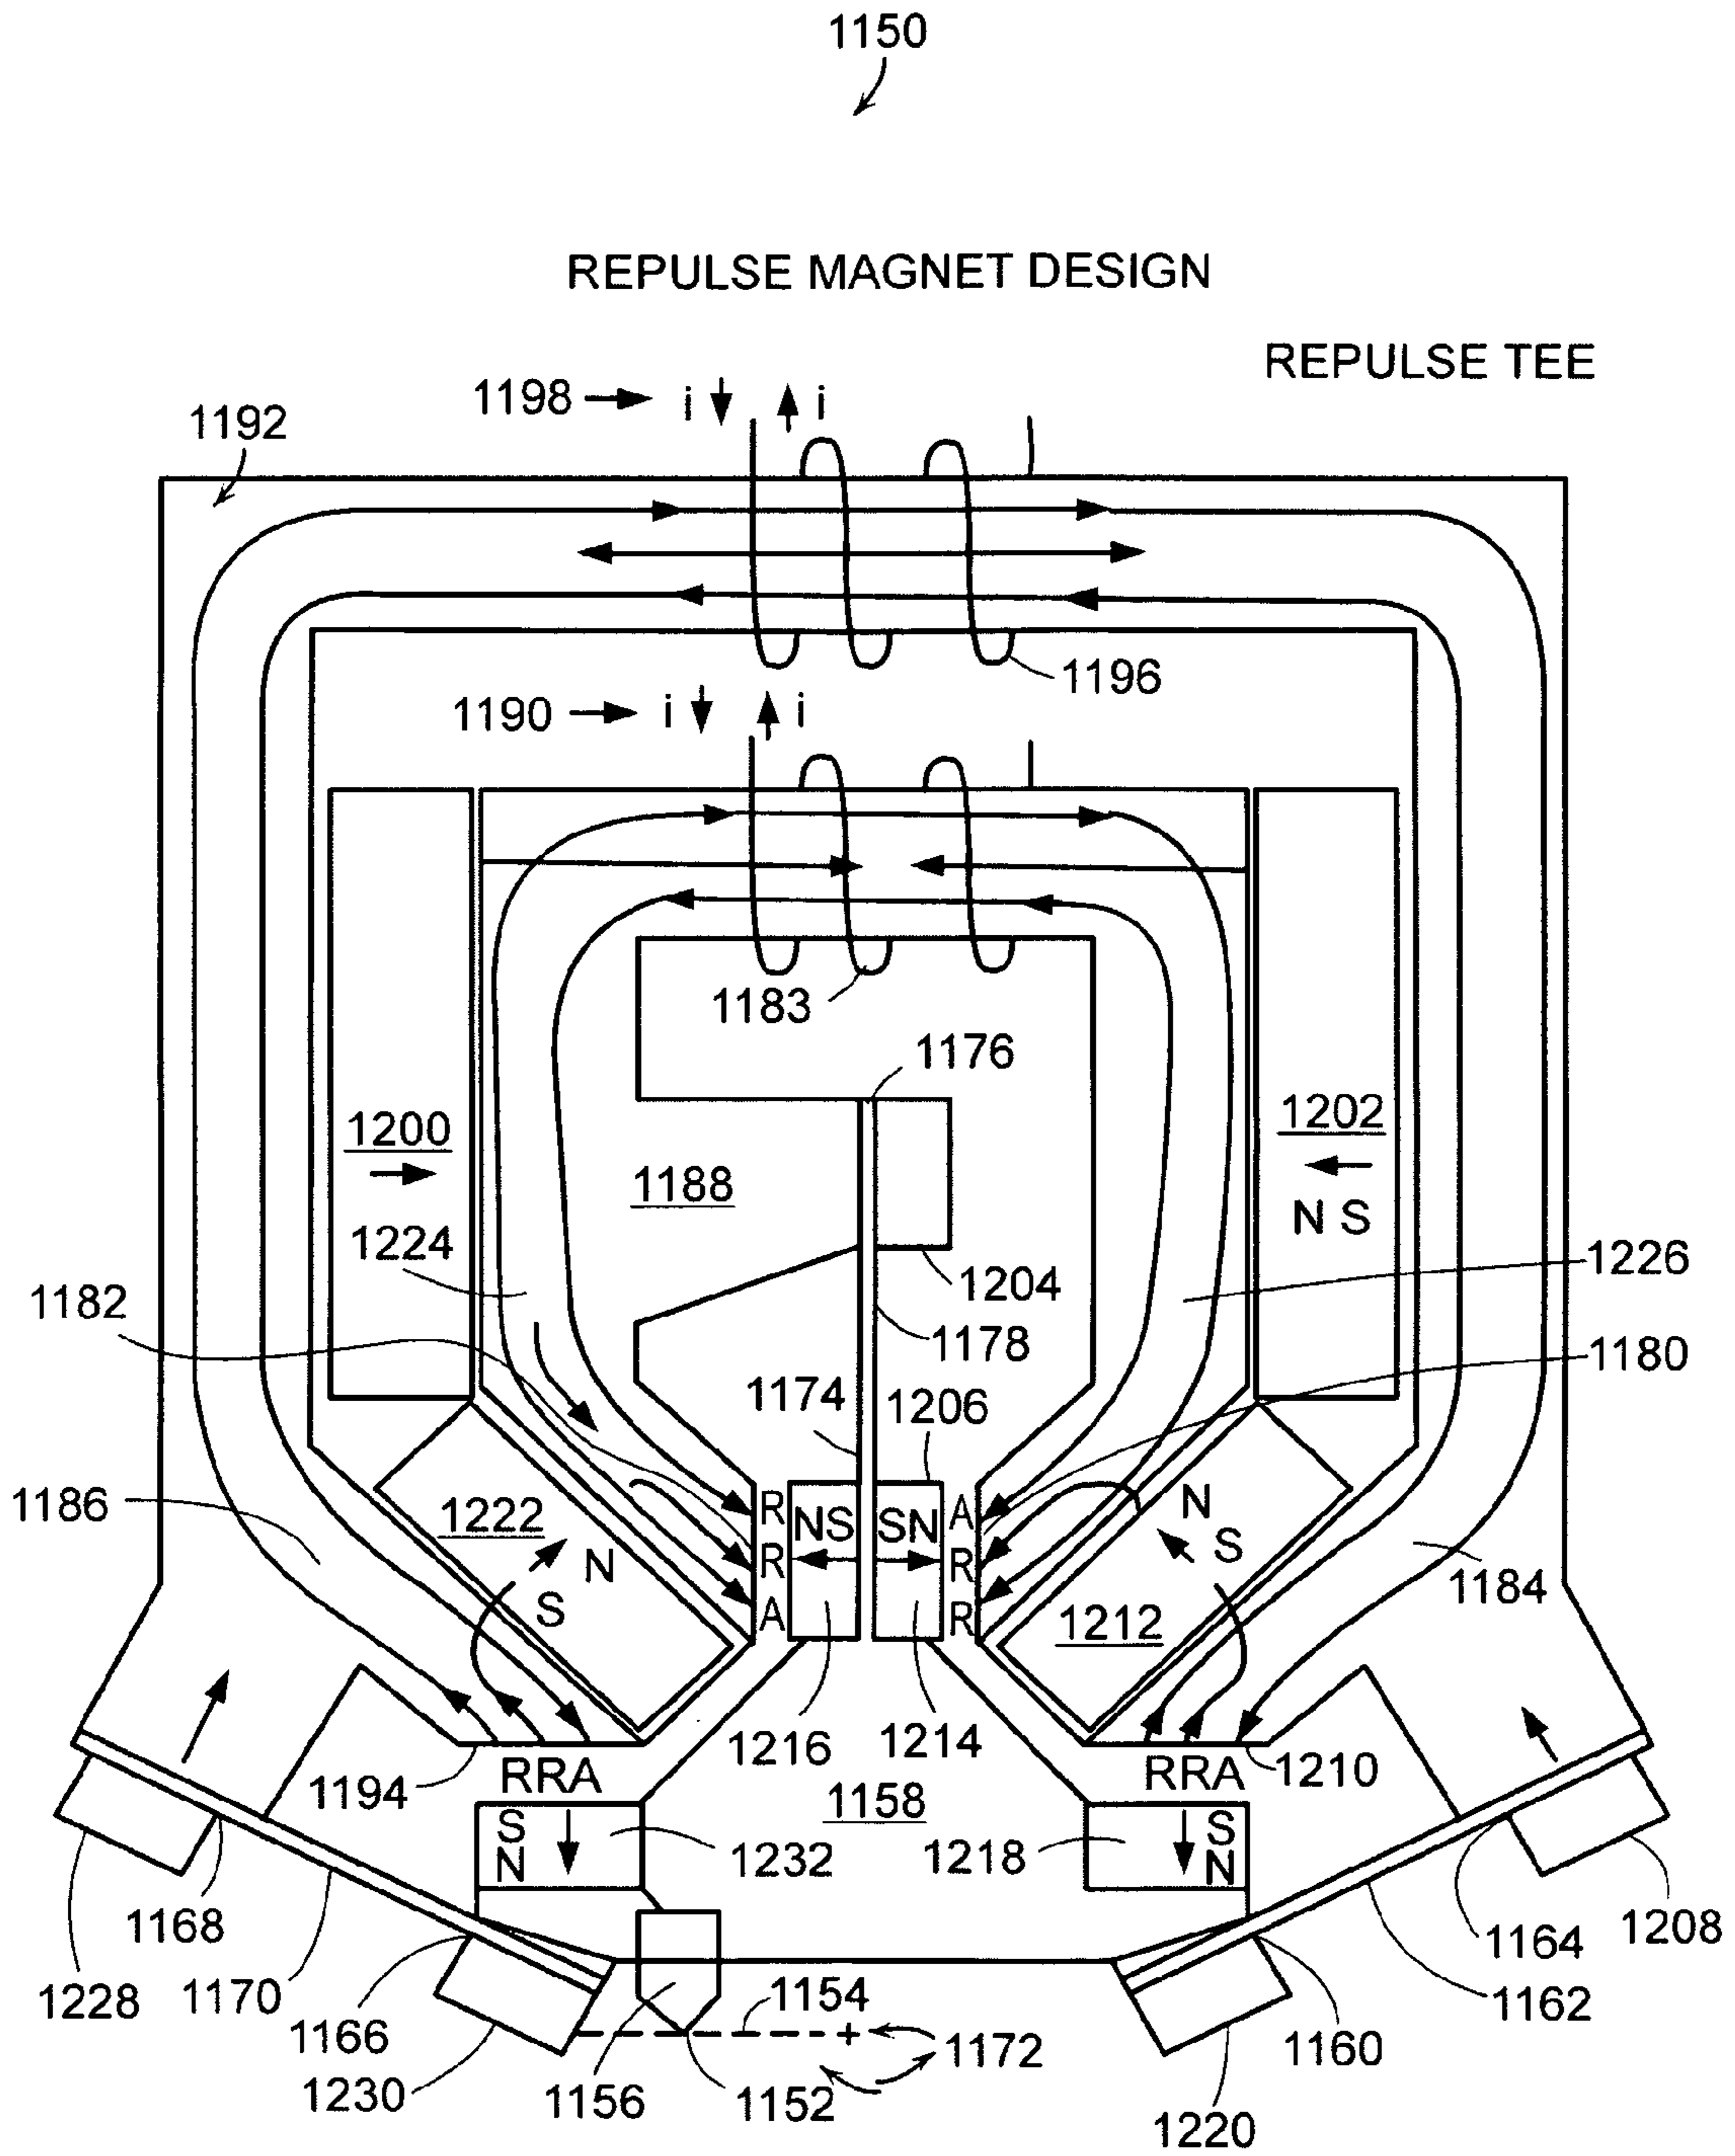 1150
REPULSE MAGNET DESIGN
REPULSE TEE
1198 i i
1192
1196
1190 i i
1183
1176
1200
1202
1188
N S
1224
1226
1204
1182
1178
1180
1174
1206
R NS SN A
1186
1222
N
N
R R
S
1184
S
A R
1212
1216
1214
RRA
RRA
1194
1210
1158
S
N
1232
1218
S
N
1168
1164
1208
1228
1170
1162
1166
1154
+
1172
1160
1230
1156
1152
1220